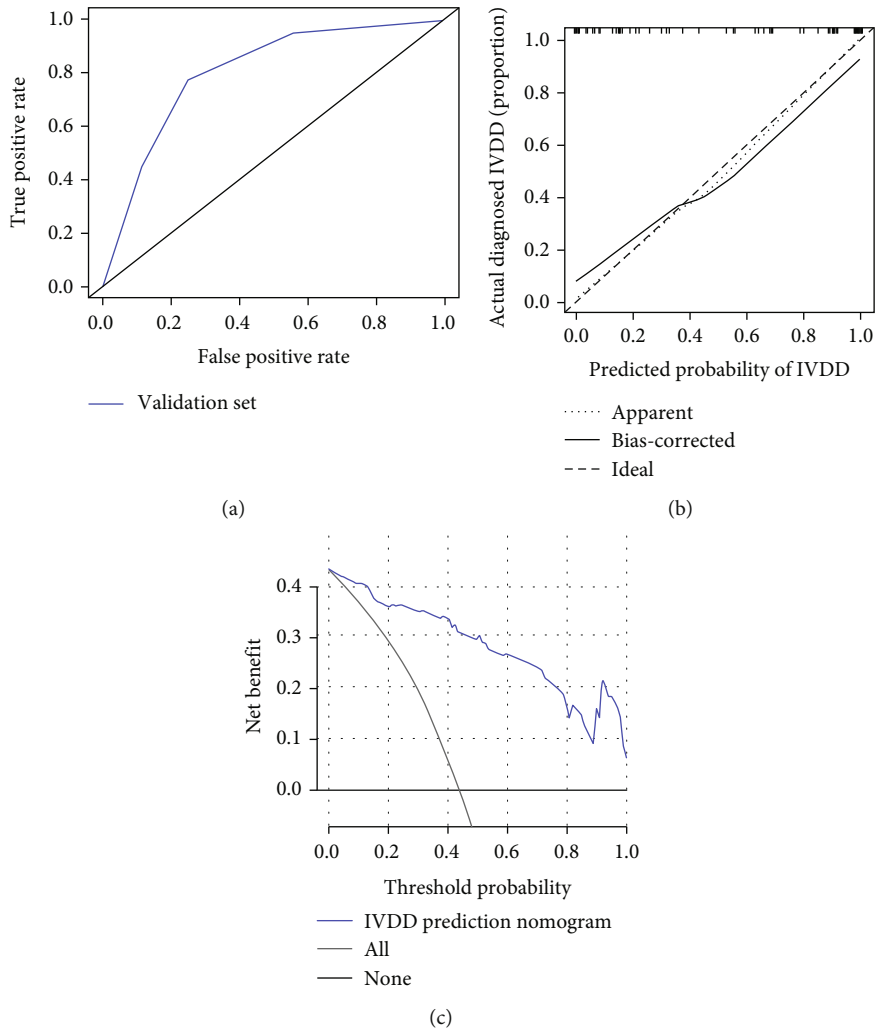 1.0
0.8
0.6
0.4
0.2
0.0
True positive rate
0.0 0.2 0.4 0.6 0.8 1.0
False positive rate
Validation set
(a)
1.0
0.8
0.6
0.4
0.2
0.0
Actual diagnosed IVDD (proportion)
0.0 0.2 0.4 0.6 0.8 1.0
Predicted probability of IVDD
Apparent
Bias-corrected
Ideal
(b)
0.4
0.3
0.2
0.1
0.0
Net benefit
0.0 0.2 0.4 0.6 0.8 1.0
Threshold probability
IVDD prediction nomogram
All
None
(c)